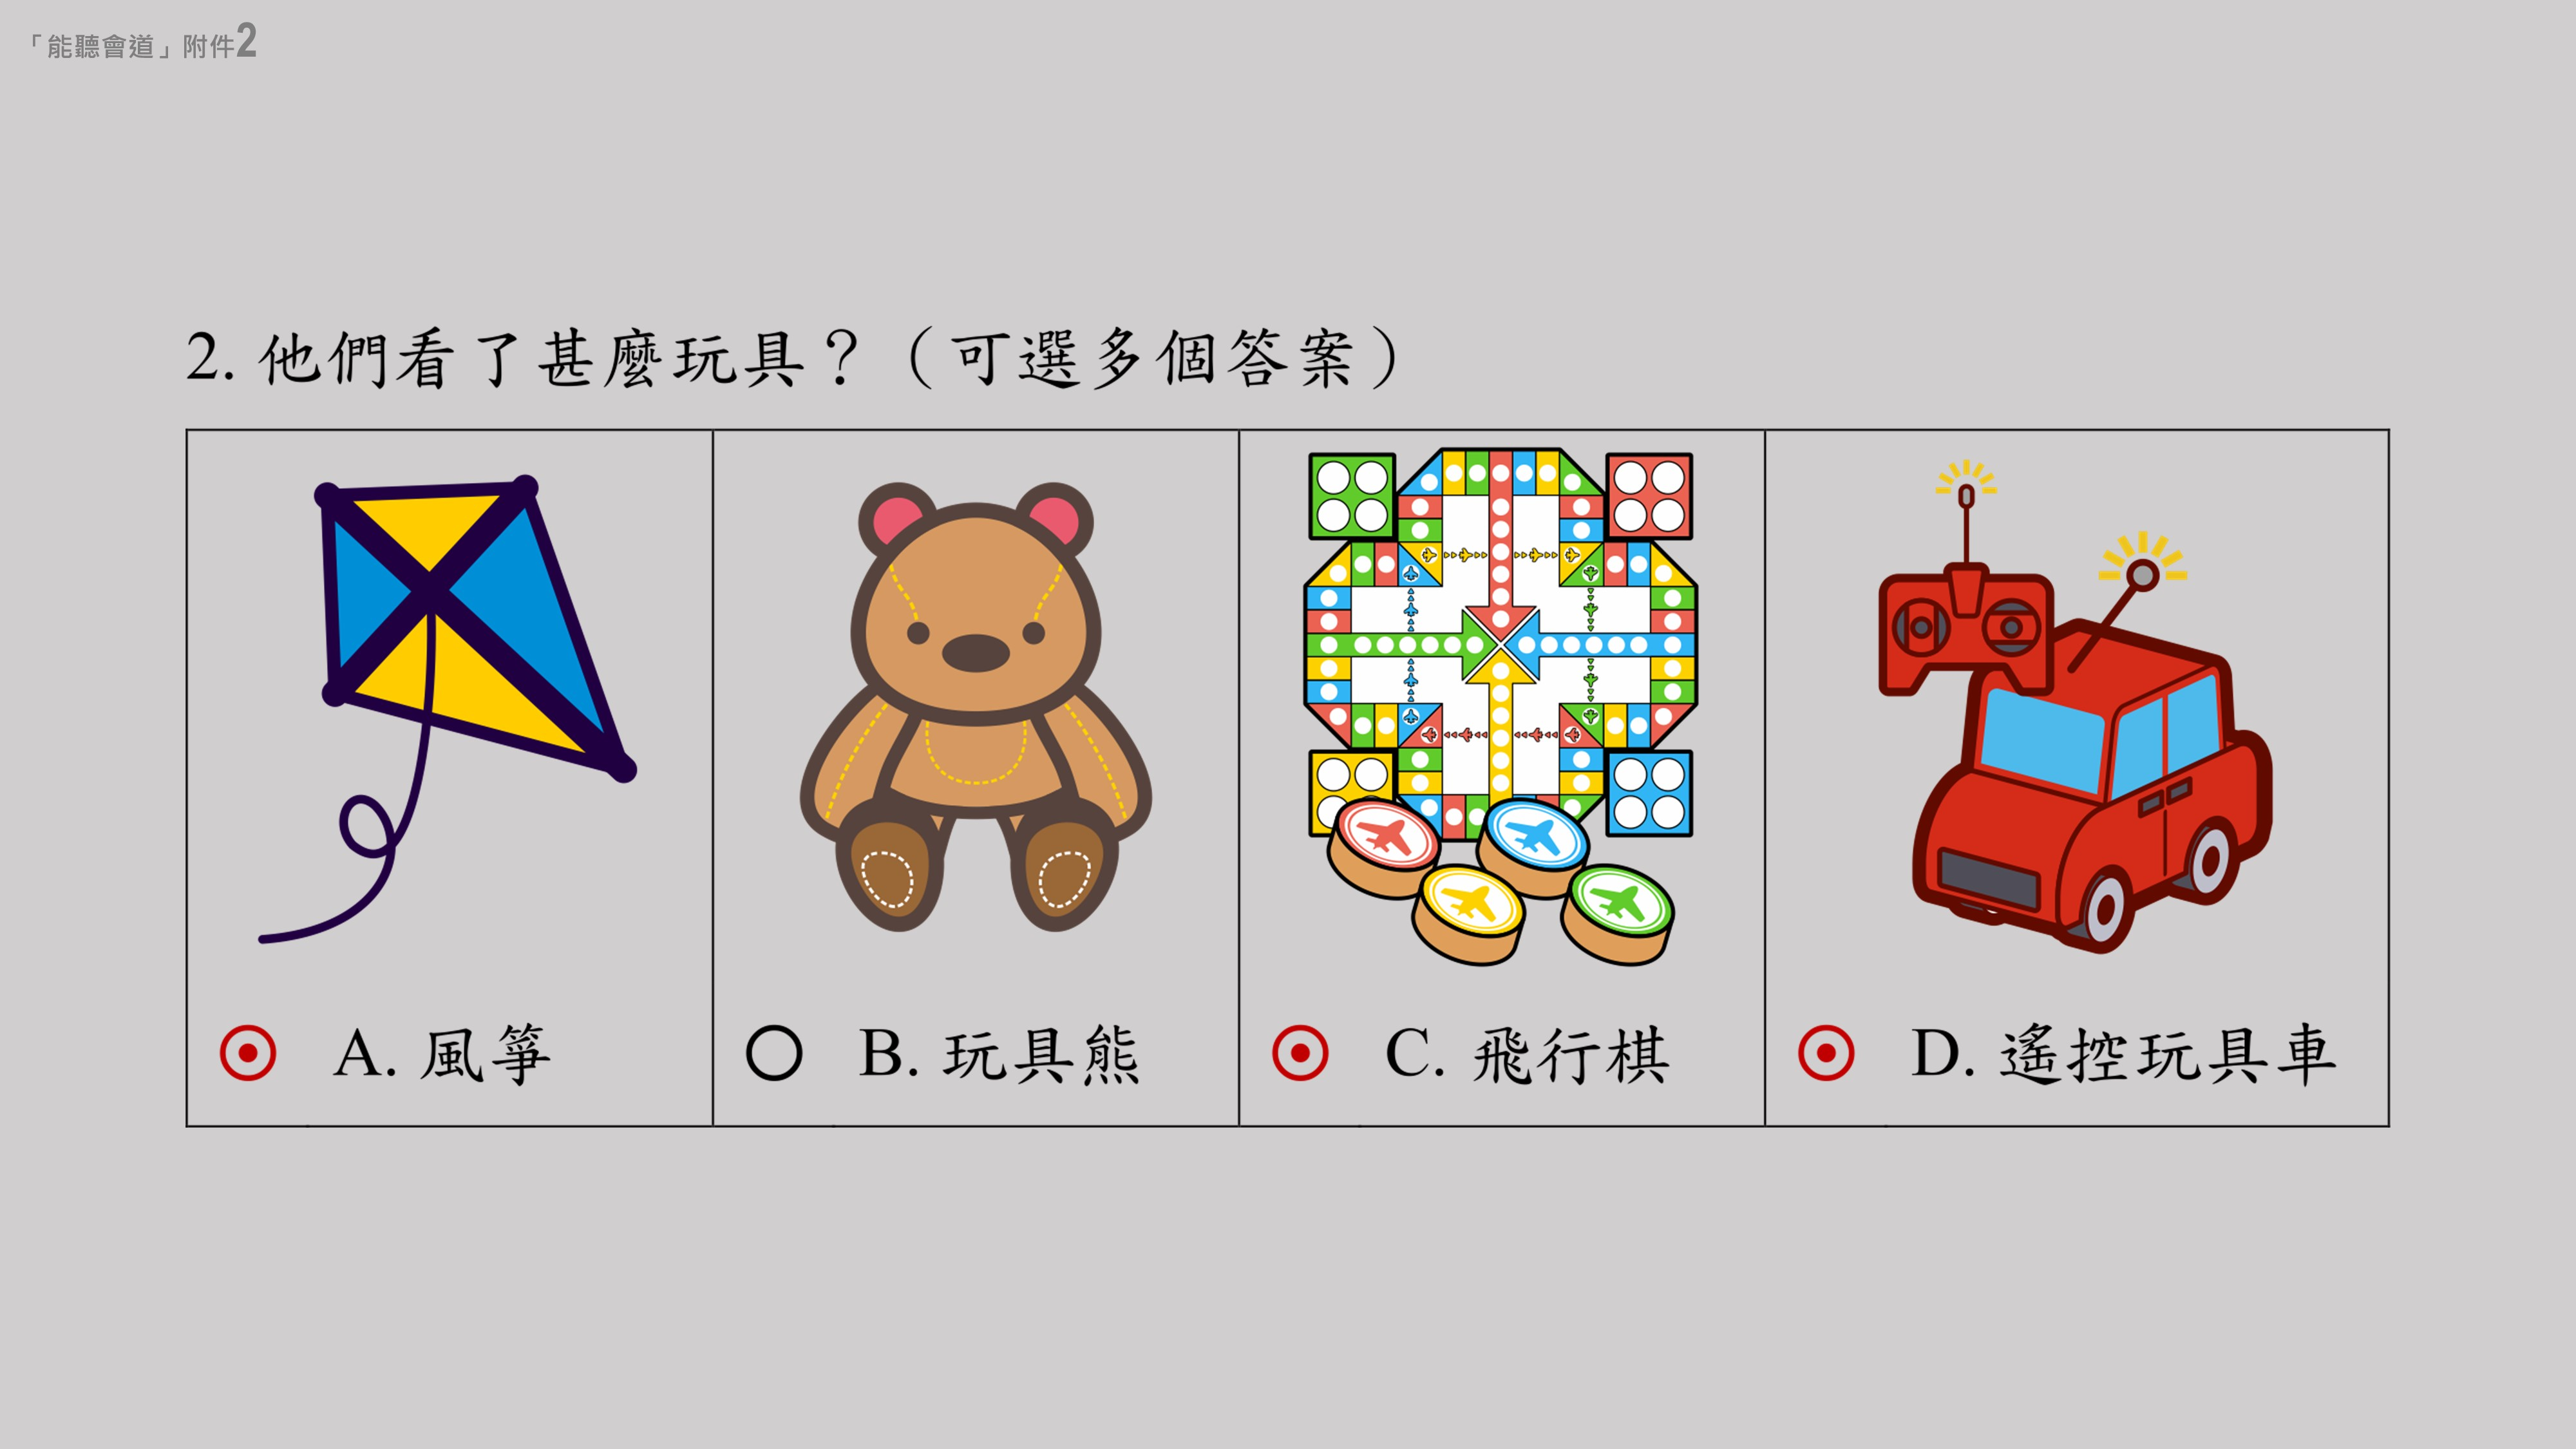 「能聽會道」附件2
2. 他們看了甚麼玩具？（可選多個答案）
A. 風箏
B. 玩具熊
C. 飛行棋
D. 遙控玩具車